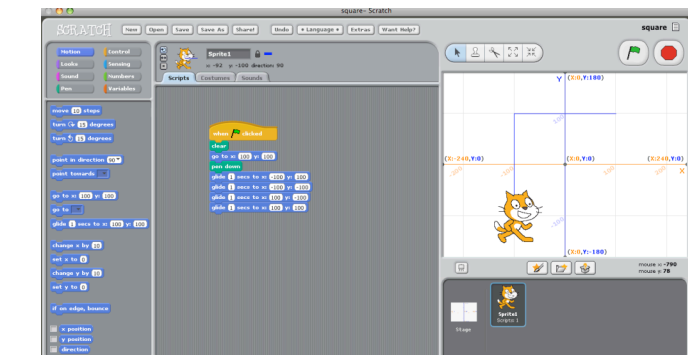 square- Scratch
SCRATCH New Open Save Save As Share! Undo • Language • Extras Want Help?
square
Motion Control
Looks Sensing
Sound Numbers
Pen Variables
Sprite1
x: -92 y: -100 direction: 90
Scripts Costumes Sounds
move 10 steps
turn 15 degrees
turn 15 degrees
point in direction 90
point towards
go to x: 100 y: 100
go to
glide 1 secs to x: 100 y: 100
change x by 10
set x to 0
change y by 10
set y to 0
if on edge, bounce
x position
y position
direction
when clicked
clear
go to x: 100 y: 100
pen down
glide 1 secs to x: -100 y: 100
glide 1 secs to x: -100 y: -100
glide 1 secs to x: 100 y: -100
glide 1 secs to x: 100 y: 100
Y (X:0,Y:180)
100
(X:-240,Y:0) (X:0,Y:0) (X:240,Y:0)
X
-100
(X:0,Y:-180)
mouse x: -790
mouse y: 78
Stage
Sprite1
Scripts 1